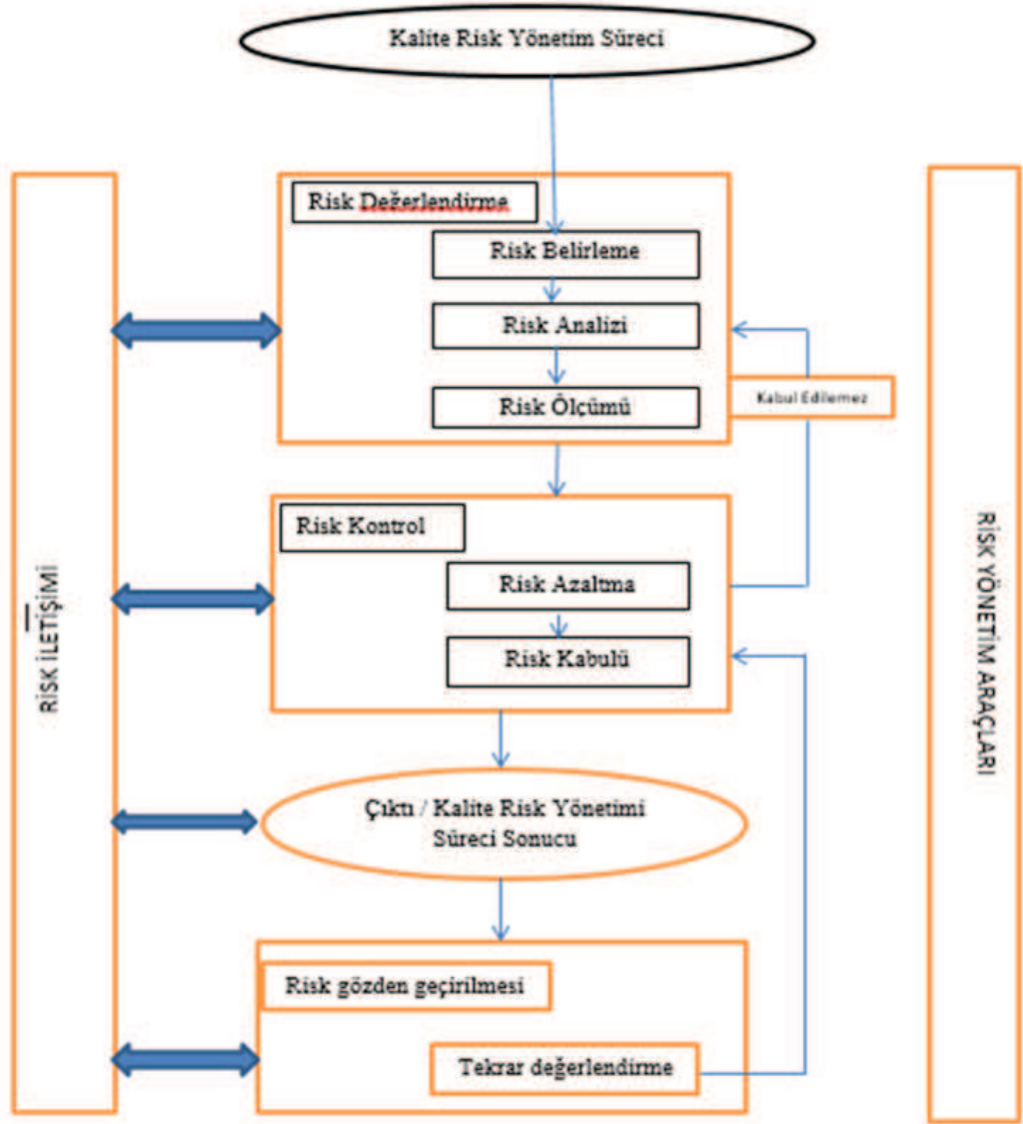 Kalite Risk Yönetim Süreci
Risk Değerlendirme
Risk Belirleme
Risk Analizi
Risk Ölçümü
Kabul Edilemez
Risk Kontrol
Risk Azaltma
Risk Kabulü
Çıktı / Kalite Risk Yönetimi
Süreci Sonucu
Risk gözden geçirilmesi
Tekrar değerlendirme
RİSK İLETİŞİMİ
RİSK YÖNETİM ARAÇLARI